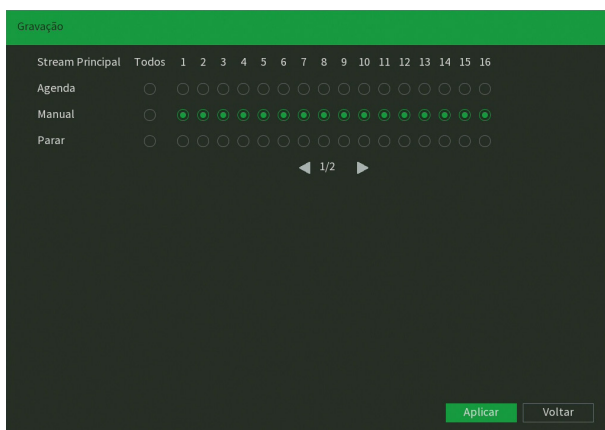 Gravação
Stream Principal Todos 1 2 3 4 5 6 7 8 9 10 11 12 13 14 15 16
Agenda
Manual
Parar
1/2
Aplicar Voltar